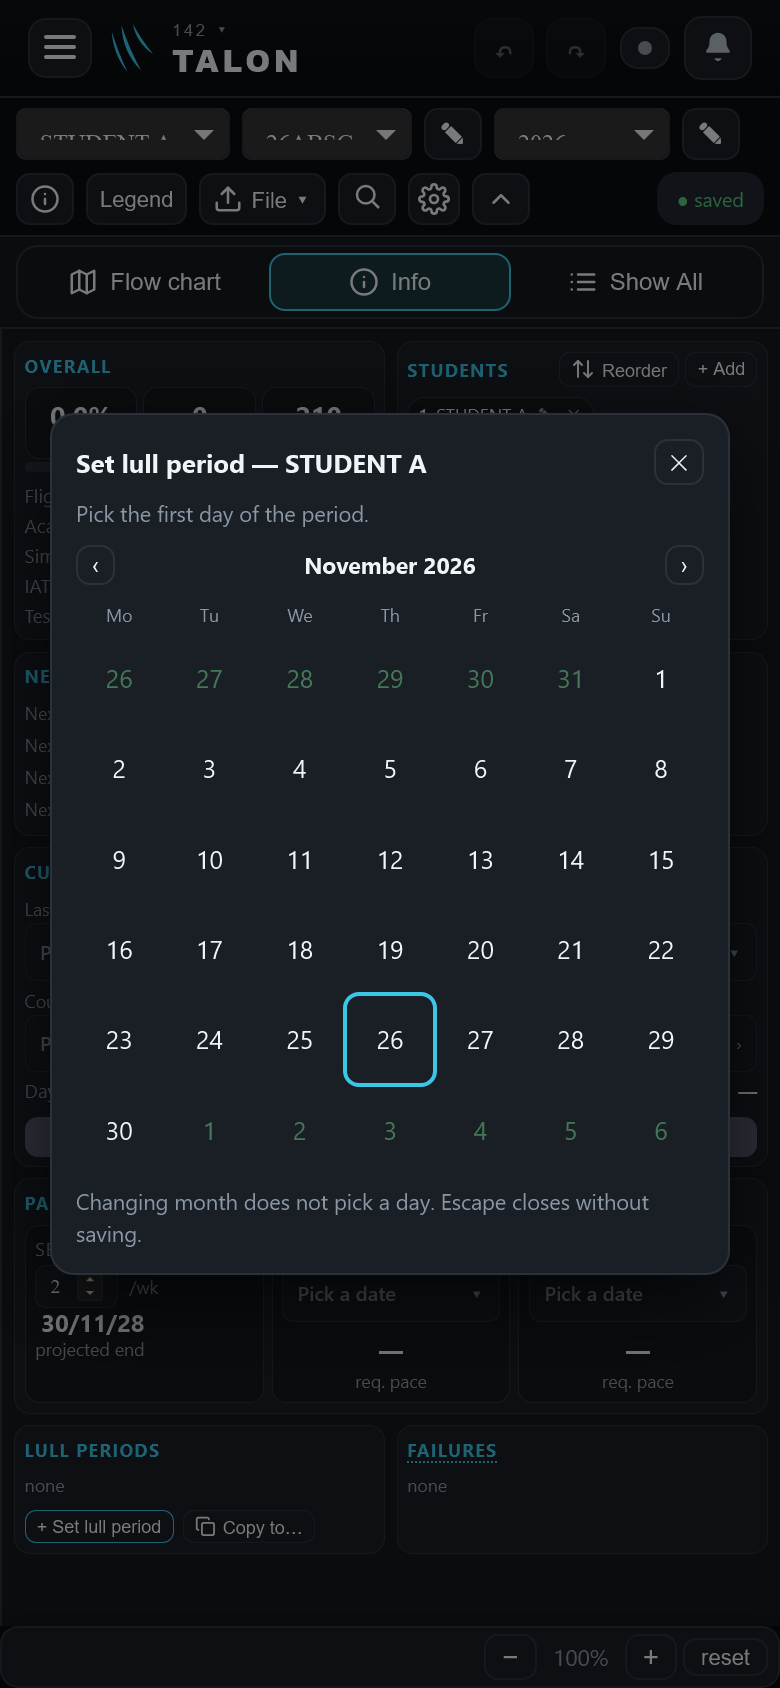 142 ▾
TALON
STUDENT A
2026
Legend
File ▾
● saved
Flow chart
Info
Show All
OVERALL
STUDENTS
Reorder
+ Add
Set lull period — STUDENT A
Pick the first day of the period.
‹ November 2026 ›
Mo Tu We Th Fr Sa Su
26 27 28 29 30 31 1
2 3 4 5 6 7 8
9 10 11 12 13 14 15
16 17 18 19 20 21 22
23 24 25 26 27 28 29
30 1 2 3 4 5 6
Changing month does not pick a day. Escape closes without
saving.
2 /wk
30/11/28
projected end
Pick a date ▾
—
req. pace
Pick a date ▾
—
req. pace
LULL PERIODS
none
+ Set lull period
Copy to…
FAILURES
none
− 100% + reset